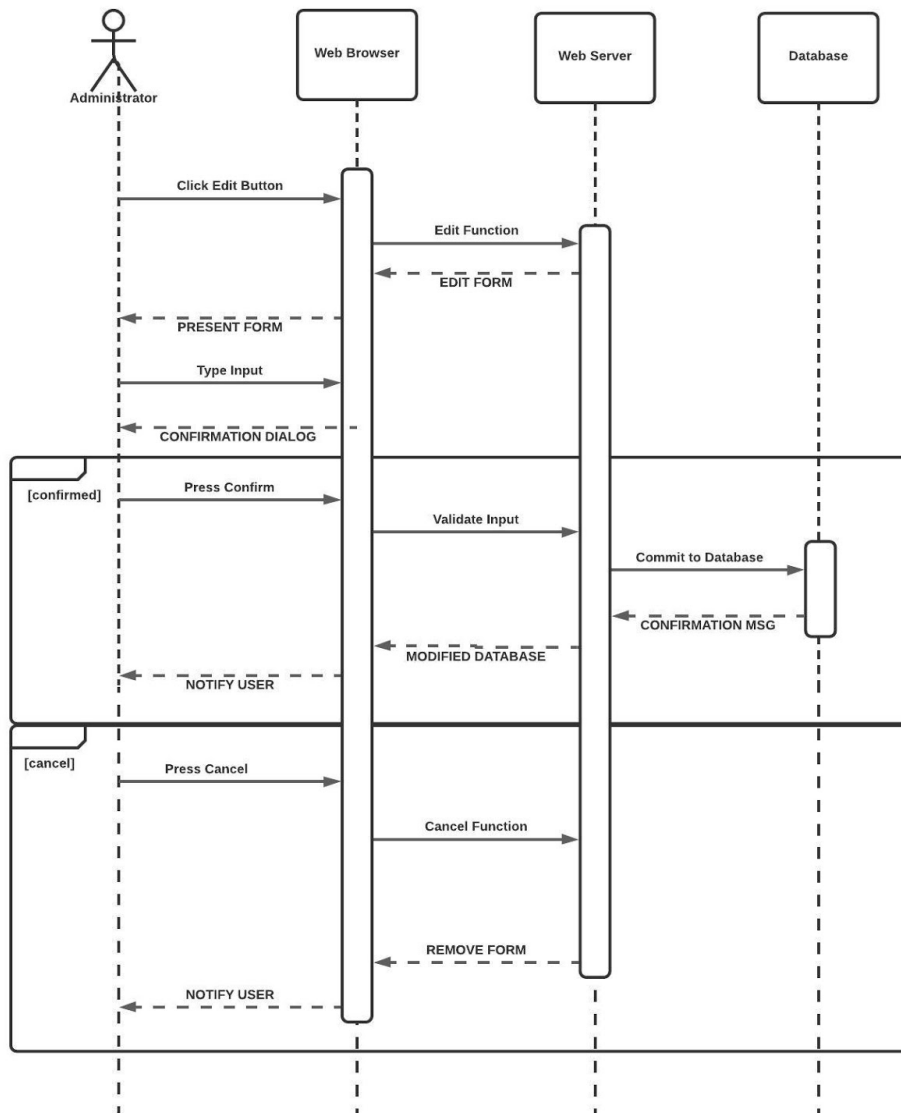 Web Browser
Web Server
Database
Administrator
Click Edit Button
Edit Function
EDIT FORM
PRESENT FORM
Type Input
CONFIRMATION DIALOG
[confirmed]
Press Confirm
Validate Input
Commit to Database
CONFIRMATION MSG
MODIFIED DATABASE
NOTIFY USER
[cancel]
Press Cancel
Cancel Function
REMOVE FORM
NOTIFY USER